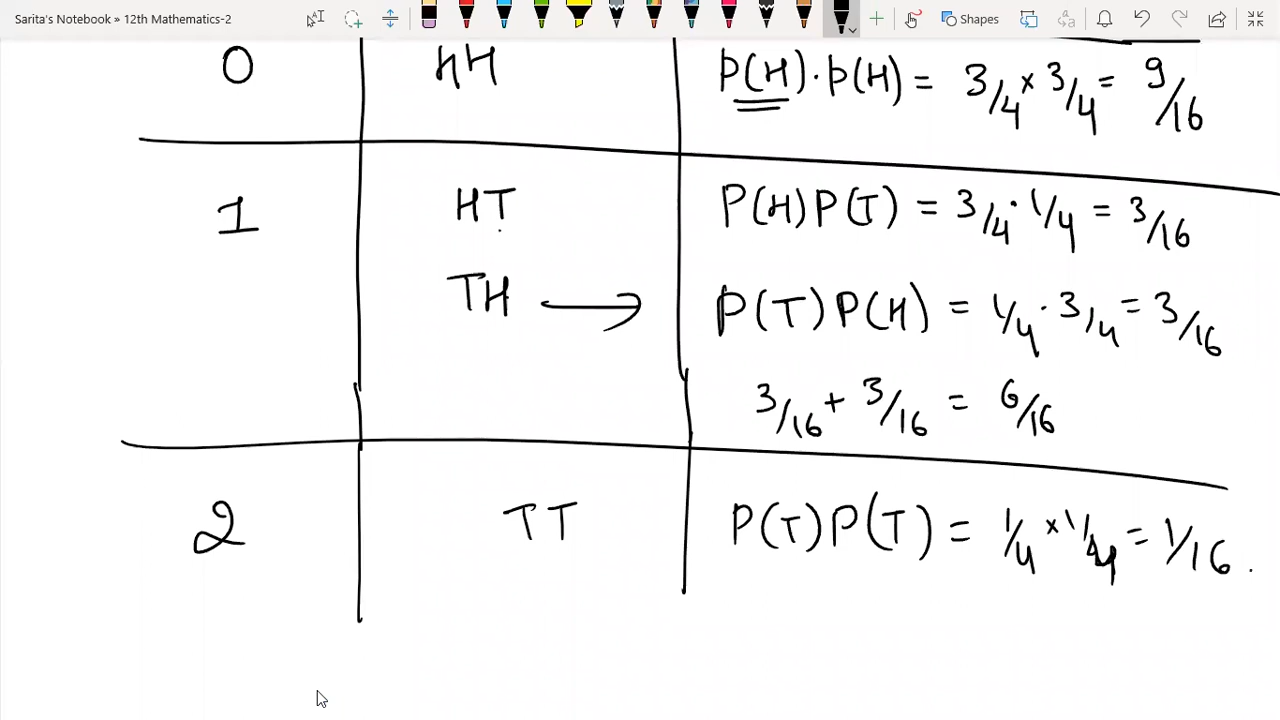 Sarita's Notebook » 12th Mathematics-2
Shapes
0 HH P(H)·P(H) = 3/4 × 3/4 = 9/16
1 HT P(H)P(T) = 3/4 · 1/4 = 3/16
TH → P(T)P(H) = 1/4 · 3/4 = 3/16
3/16 + 3/16 = 6/16
2 TT P(T)P(T) = 1/4 × 1/4 = 1/16.